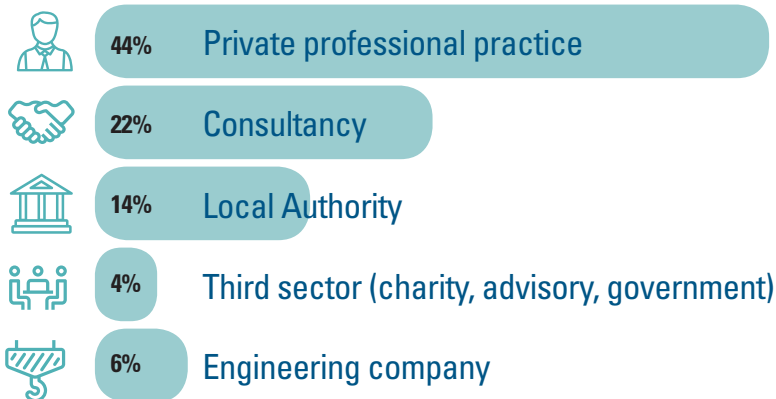 44% Private professional practice
22% Consultancy
14% Local Authority
4% Third sector (charity, advisory, government)
6% Engineering company